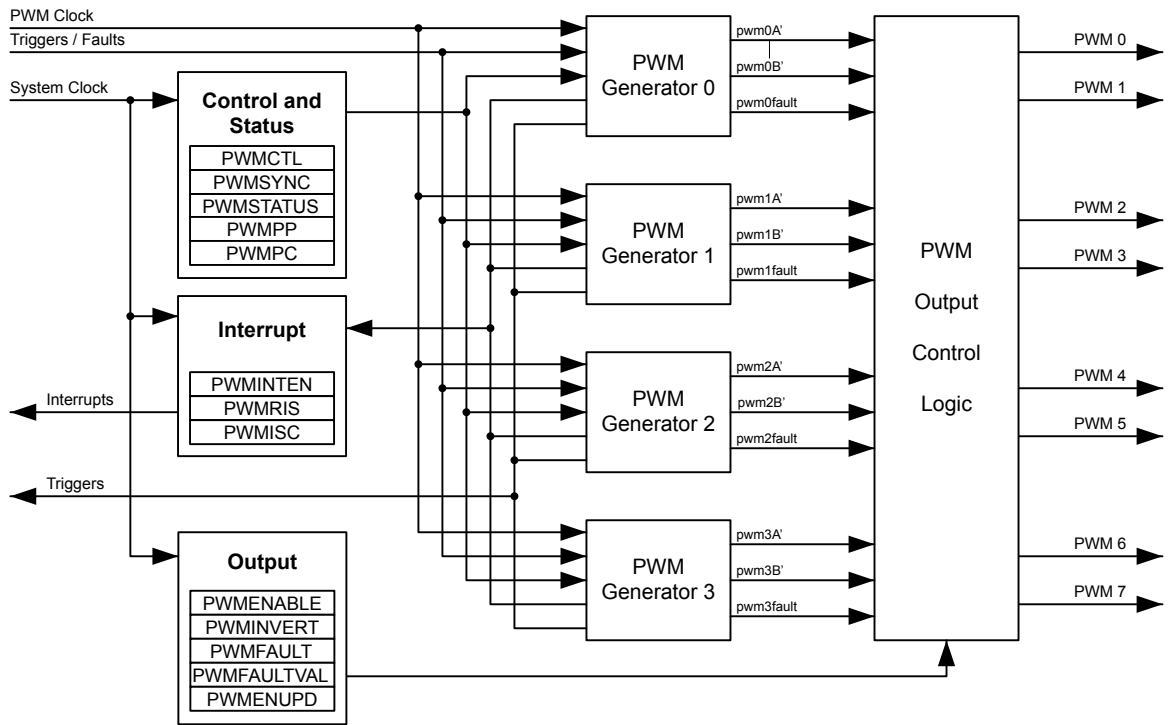 PWM Clock
Triggers / Faults
System Clock
Control and
Status
PWMCTL
PWMSYNC
PWMSTATUS
PWMPP
PWMPC
Interrupt
PWMINTEN
PWMRIS
PWMISC
Interrupts
Triggers
Output
PWMENABLE
PWMINVERT
PWMFAULT
PWMFAULTVAL
PWMENUPD
PWM
Generator 0
pwm0A’
pwm0B’
pwm0fault
PWM
Generator 1
pwm1A’
pwm1B’
pwm1fault
PWM
Generator 2
pwm2A’
pwm2B’
pwm2fault
PWM
Generator 3
pwm3A’
pwm3B’
pwm3fault
PWM
Output
Control
Logic
PWM 0
PWM 1
PWM 2
PWM 3
PWM 4
PWM 5
PWM 6
PWM 7